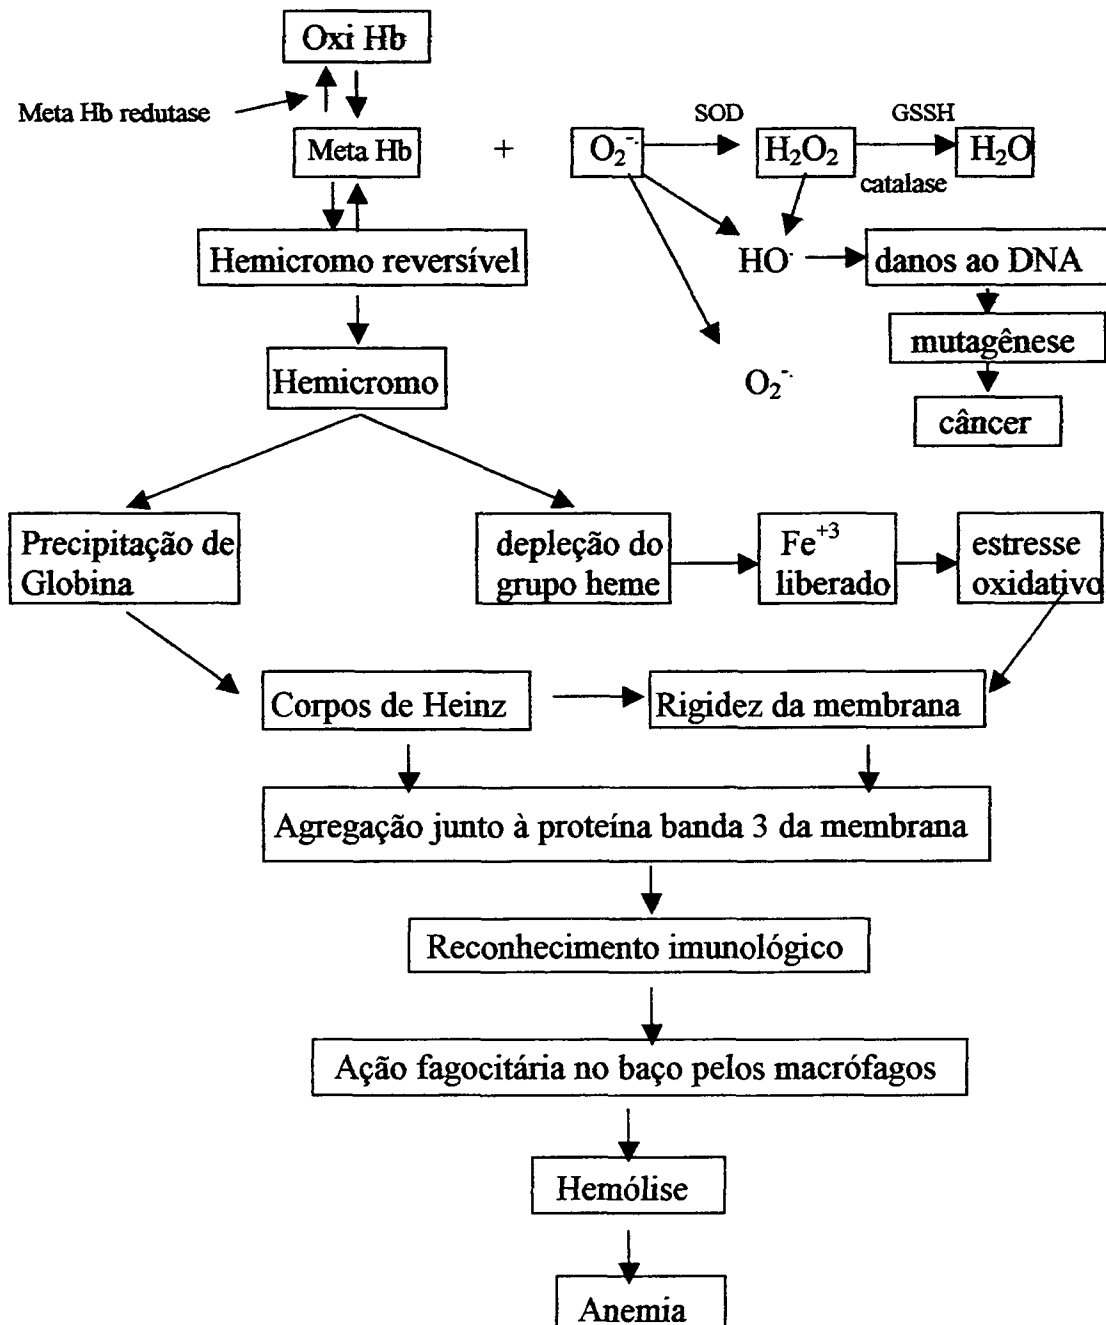 Oxi Hb
Meta Hb redutase
SOD
GSSH
Meta Hb
+
O₂⁻·
H₂O₂
H₂O
catalase
Hemicromo reversível
HO·
danos ao DNA
mutagênese
Hemicromo
O₂⁻·
câncer
Precipitação de
Globina
depleção do
grupo heme
Fe⁺³
liberado
estresse
oxidativo
Corpos de Heinz
Rigidez da membrana
Agregação junto à proteína banda 3 da membrana
Reconhecimento imunológico
Ação fagocitária no baço pelos macrófagos
Hemólise
Anemia